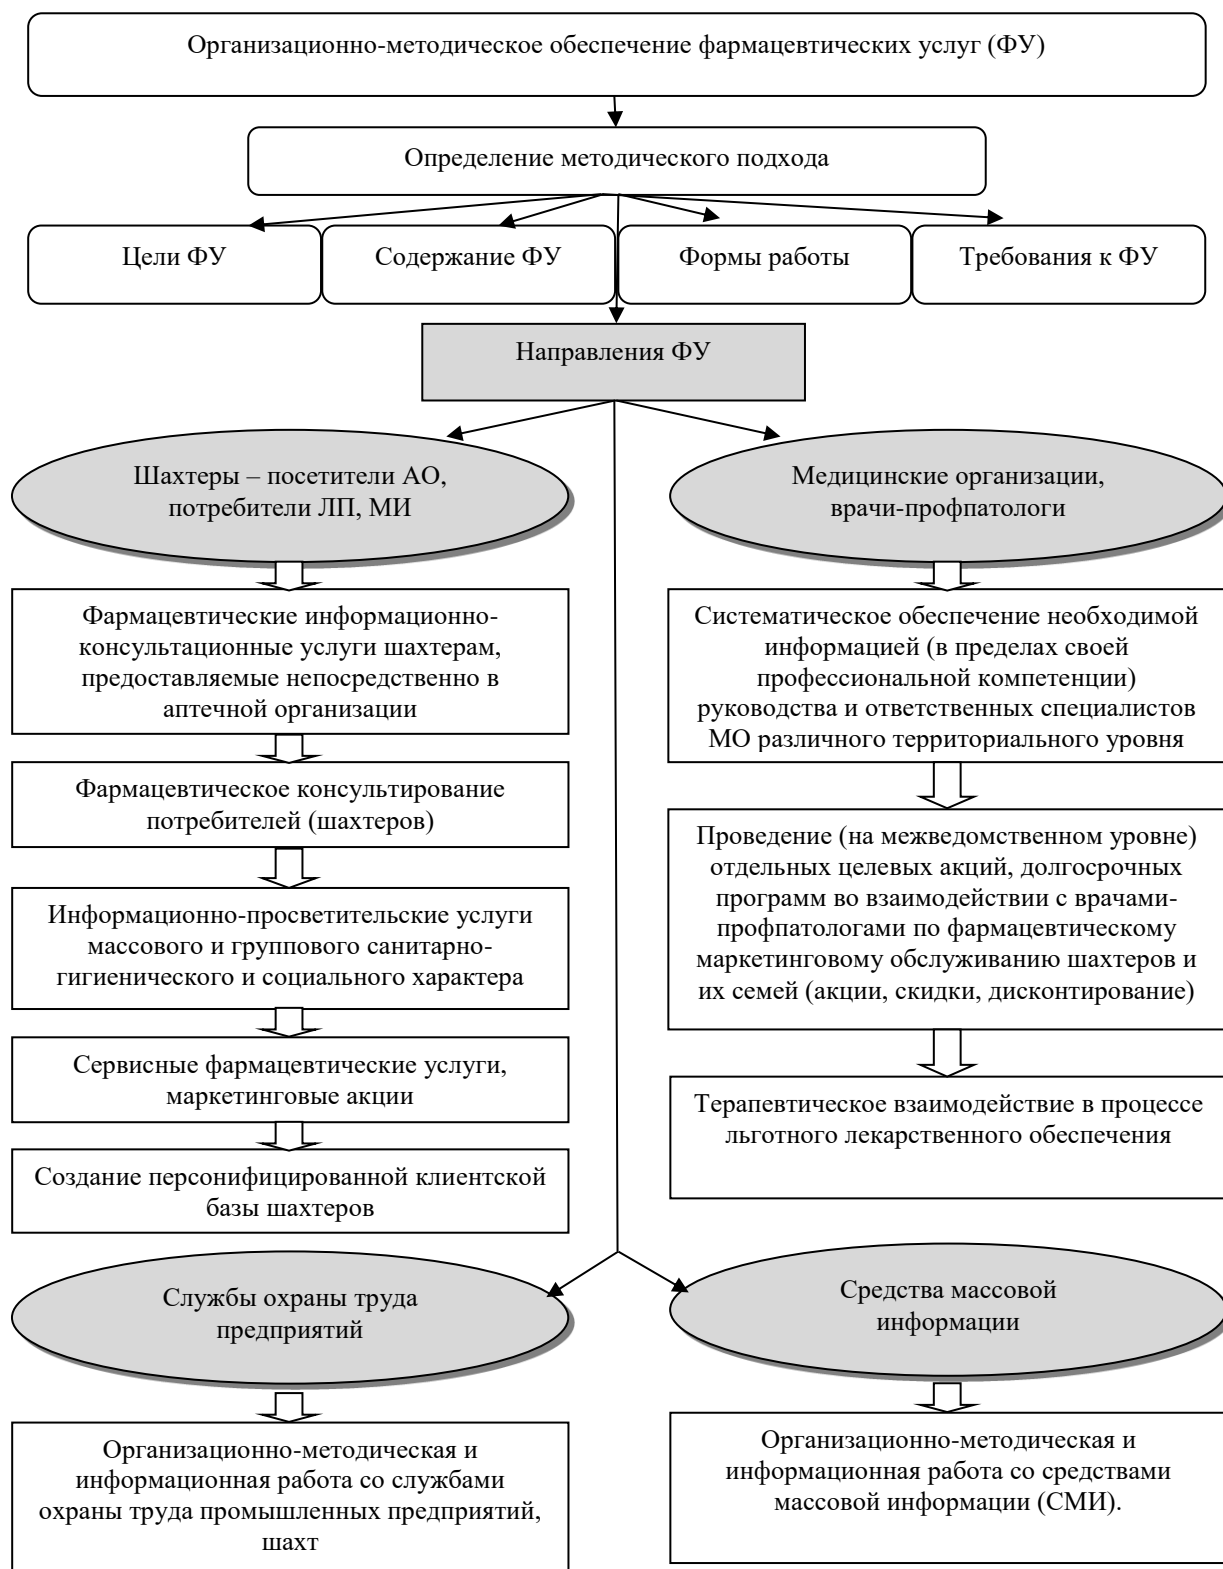 Организационно-методическое обеспечение фармацевтических услуг (ФУ)
Определение методического подхода
Цели ФУ
Содержание ФУ
Формы работы
Требования к ФУ
Направления ФУ
Шахтеры – посетители АО,
потребители ЛП, МИ
Фармацевтические информационно-
консультационные услуги шахтерам,
предоставляемые непосредственно в
аптечной организации
Фармацевтическое консультирование
потребителей (шахтеров)
Информационно-просветительские услуги
массового и группового санитарно-
гигиенического и социального характера
Сервисные фармацевтические услуги,
маркетинговые акции
Создание персонифицированной клиентской
базы шахтеров
Медицинские организации,
врачи-профпатологи
Систематическое обеспечение необходимой
информацией (в пределах своей
профессиональной компетенции)
руководства и ответственных специалистов
МО различного территориального уровня
Проведение (на межведомственном уровне)
отдельных целевых акций, долгосрочных
программ во взаимодействии с врачами-
профпатологами по фармацевтическому
маркетинговому обслуживанию шахтеров и
их семей (акции, скидки, дисконтирование)
Терапевтическое взаимодействие в процессе
льготного лекарственного обеспечения
Службы охраны труда
предприятий
Организационно-методическая и
информационная работа со службами
охраны труда промышленных предприятий,
шахт
Средства массовой
информации
Организационно-методическая и
информационная работа со средствами
массовой информации (СМИ).